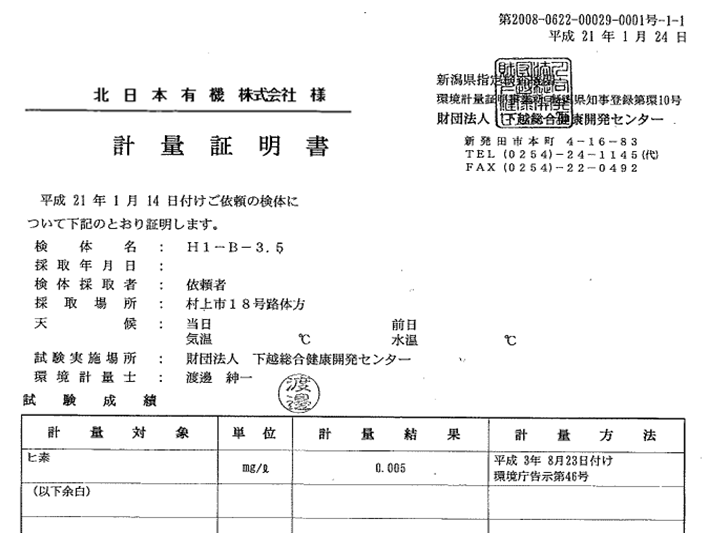 第2008-0622-00029-0001号-1-1
平成 21 年 1 月 24 日
北日本有機株式会社 様
新潟県指定
環境計量証明事業所 新潟県知事登録第環10号
財団法人 下越総合健康開発センター
計量証明書
新発田市本町 4-16-83
TEL (0254)-24-1145(代)
FAX (0254)-22-0492
平成 21 年 1 月 14 日付けご依頼の検体に
ついて下記のとおり証明します。
検体名 : H1-B-3.5
採取年月日 :
検体採取者 : 依頼者
採取場所 : 村上市18号路体方
天候 : 当日 前日
気温 ℃ 水温 ℃
試験実施場所 : 財団法人 下越総合健康開発センター
環境計量士 : 渡邉 紳一
渡邉
試験成績
計量対象 単位 計量結果 計量方法
ヒ素 mg/ℓ 0.005 平成 3年 8月23日付け
環境庁告示第46号
(以下余白)